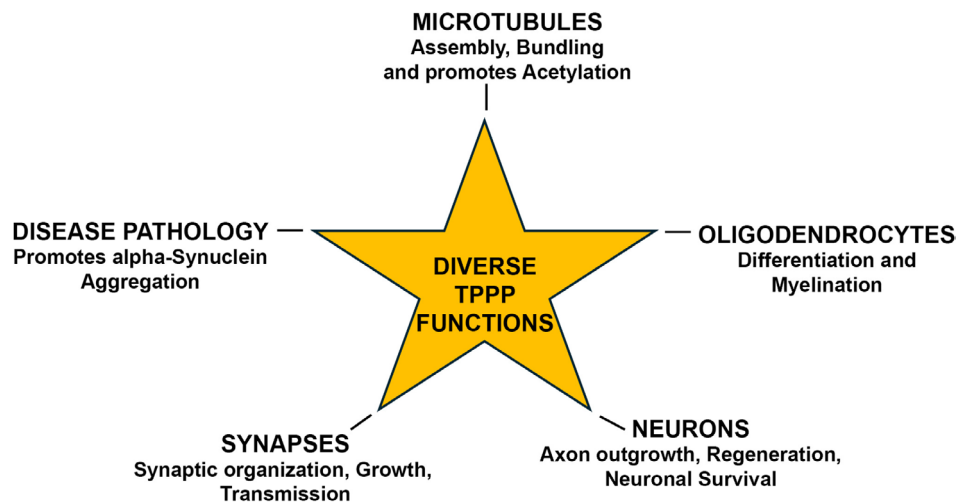 MICROTUBULES
Assembly, Bundling
and promotes Acetylation
DISEASE PATHOLOGY
Promotes alpha-Synuclein
Aggregation
OLIGODENDROCYTES
Differentiation and
Myelination
DIVERSE
TPPP
FUNCTIONS
SYNAPSES
Synaptic organization, Growth,
Transmission
NEURONS
Axon outgrowth, Regeneration,
Neuronal Survival